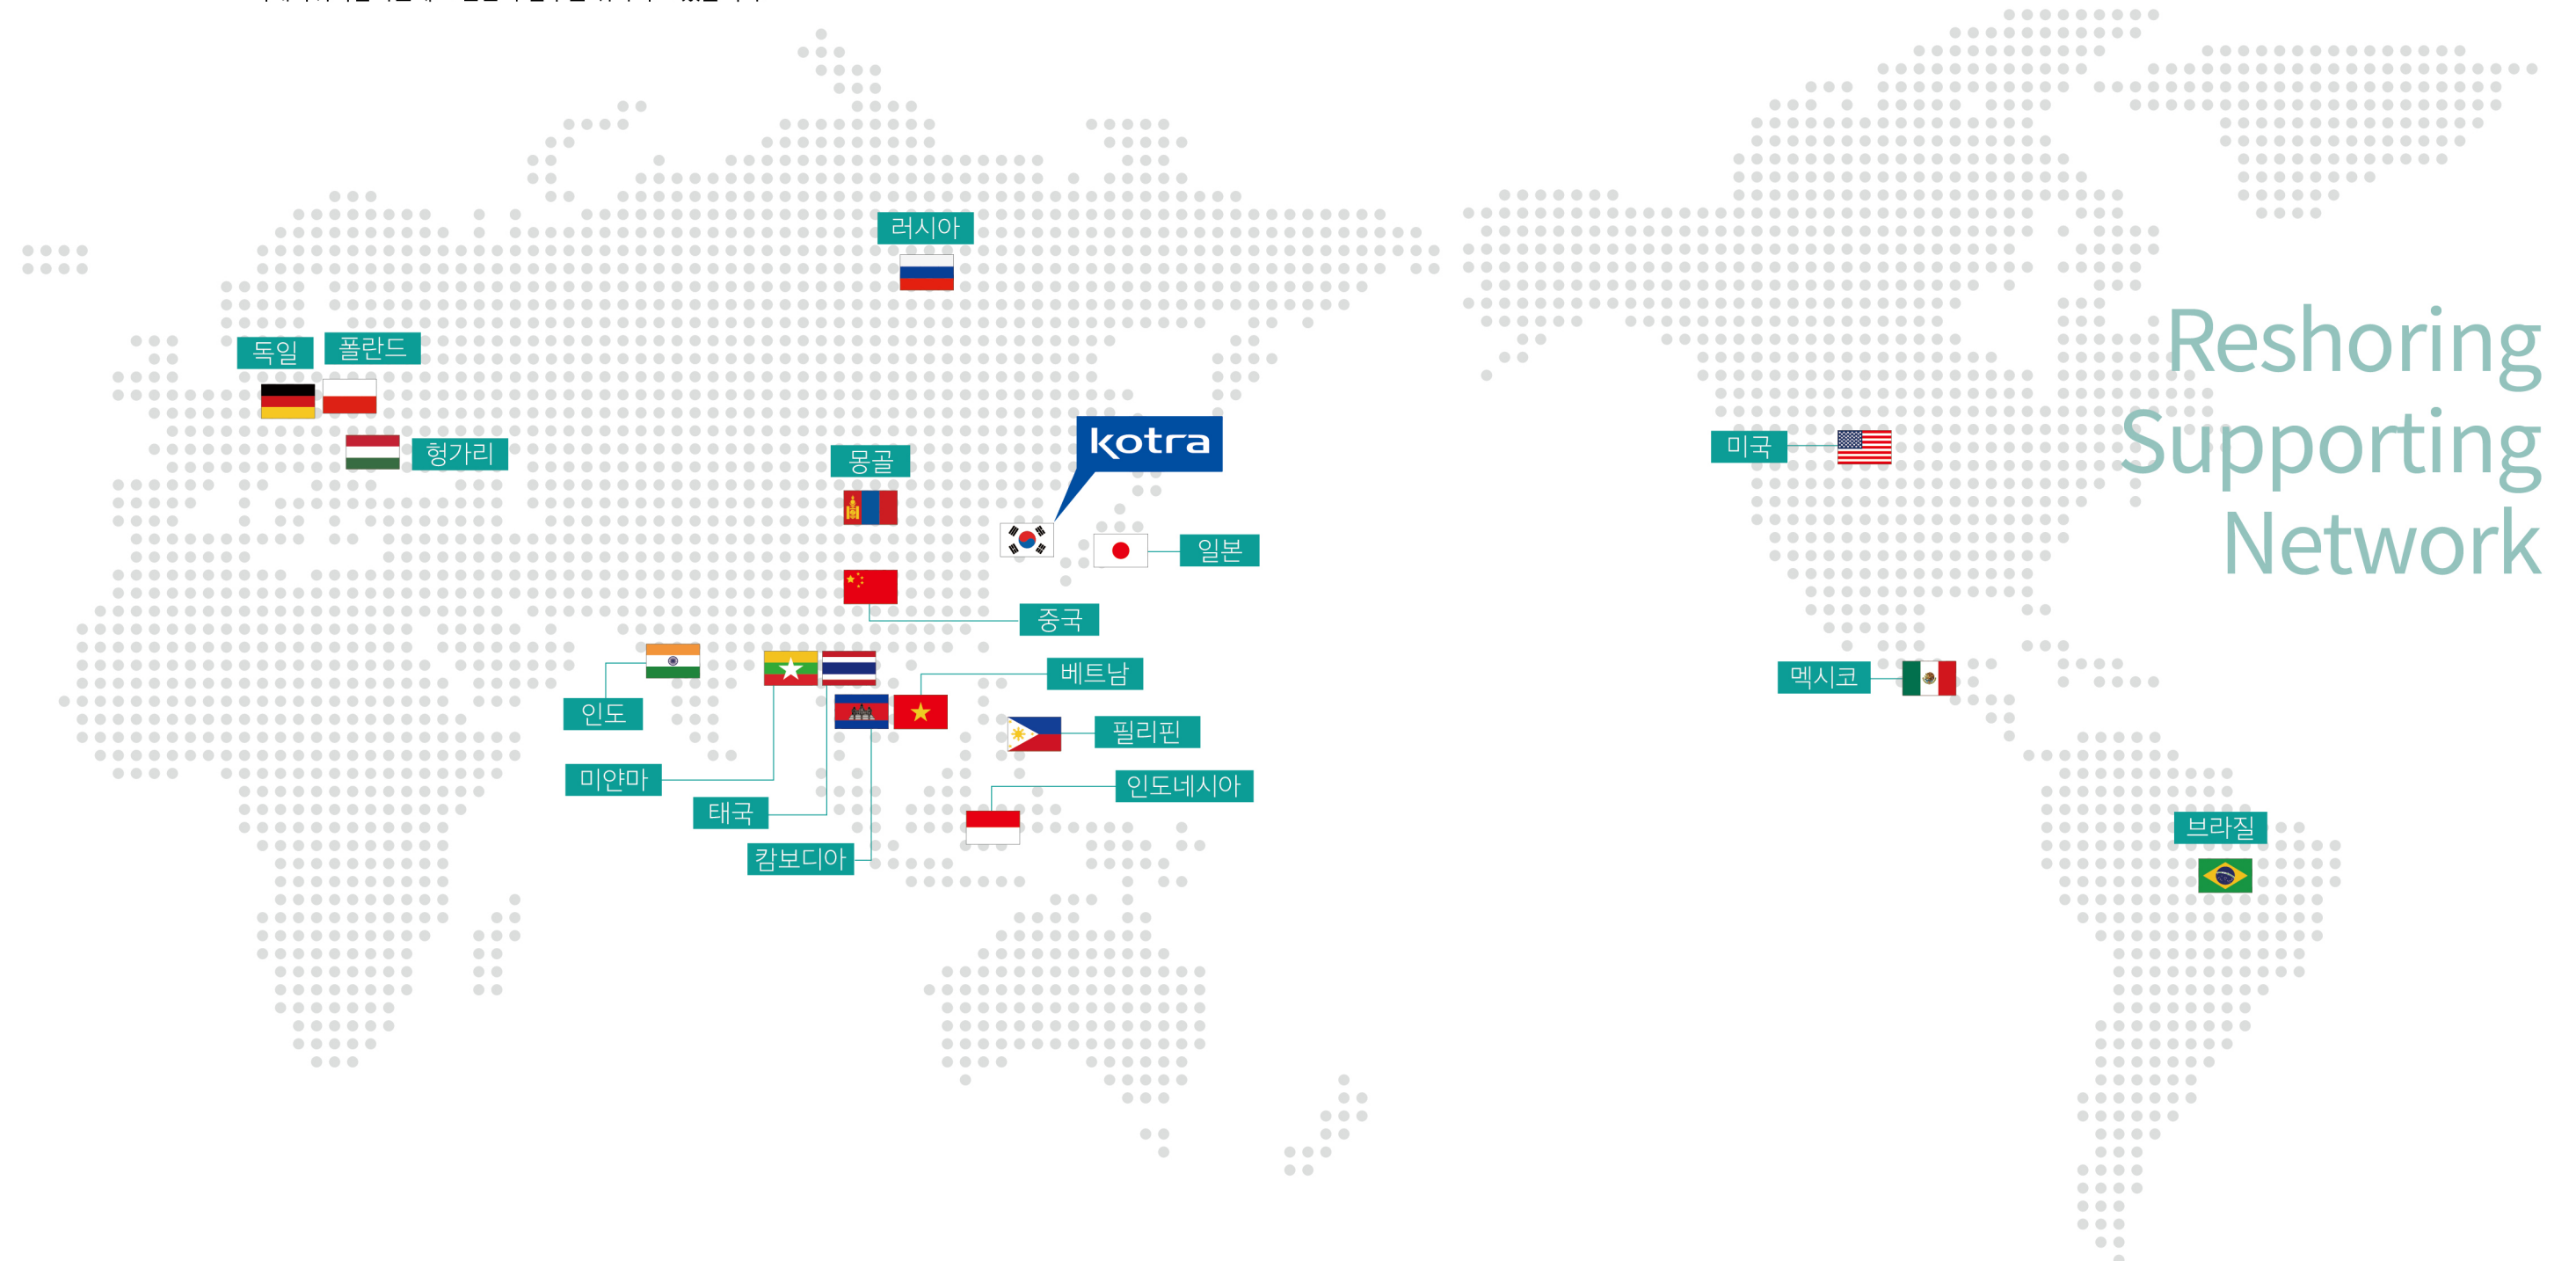 러시아
독일
폴란드
헝가리
몽골
kotra
일본
중국
인도
베트남
필리핀
미얀마
인도네시아
태국
캄보디아
미국
멕시코
브라질
Reshoring
Supporting
Network